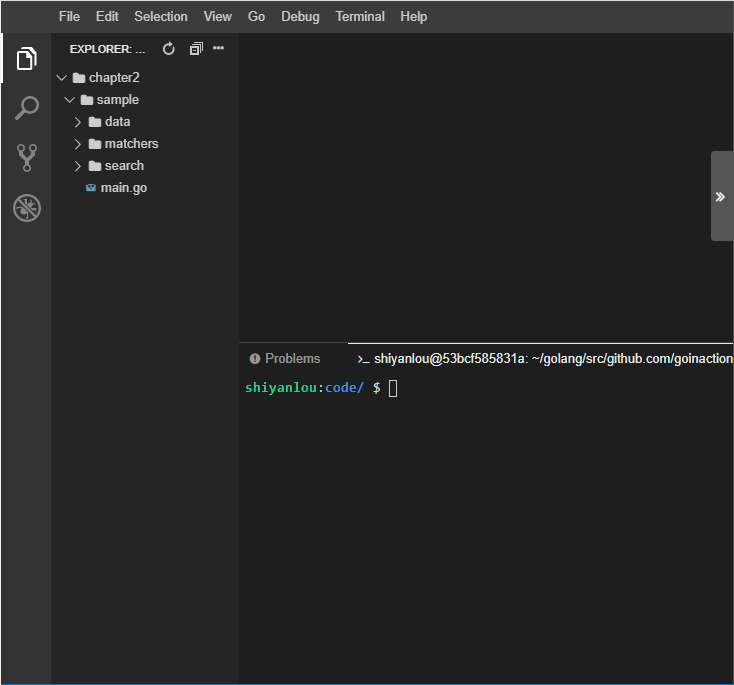 File Edit Selection View Go Debug Terminal Help
EXPLORER: ...
chapter2
sample
data
matchers
search
main.go
Problems
>_ shiyanlou@53bcf585831a: ~/golang/src/github.com/goinaction
shiyanlou:code/ $